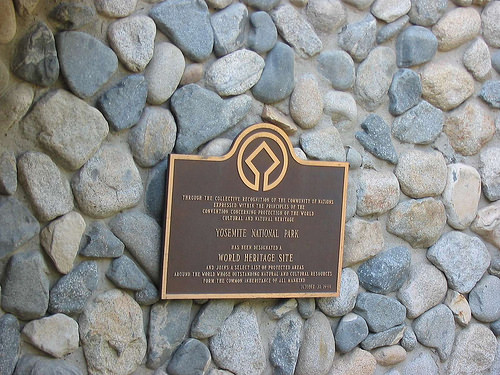 THROUGH THE COLLECTIVE RECOGNITION OF THE COMMUNITY OF NATIONS
EXPRESSED WITHIN THE PRINCIPLES OF THE
CONVENTION CONCERNING PROTECTION OF THE WORLD
CULTURAL AND NATURAL HERITAGE
YOSEMITE NATIONAL PARK
HAS BEEN DESIGNATED A
WORLD HERITAGE SITE
AND JOINS A SELECT LIST OF PROTECTED AREAS
AROUND THE WORLD WHOSE OUTSTANDING NATURAL AND CULTURAL RESOURCES
FORM THE COMMON INHERITANCE OF ALL MANKIND